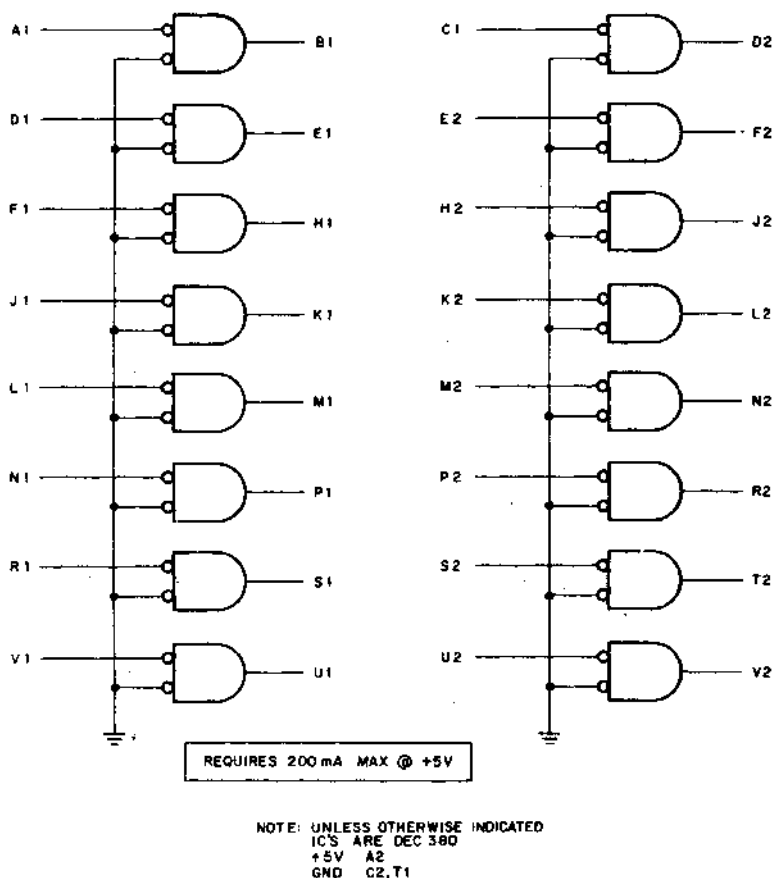 A1 B1 C1 D2
D1 E1 E2 F2
F1 H1 H2 J2
J1 K1 K2 L2
L1 M1 M2 N2
N1 P1 P2 R2
R1 S1 S2 T2
V1 U1 U2 V2
REQUIRES 200 mA MAX @ +5V
NOTE: UNLESS OTHERWISE INDICATED
IC'S ARE DEC 380
+5V A2
GND C2, T1